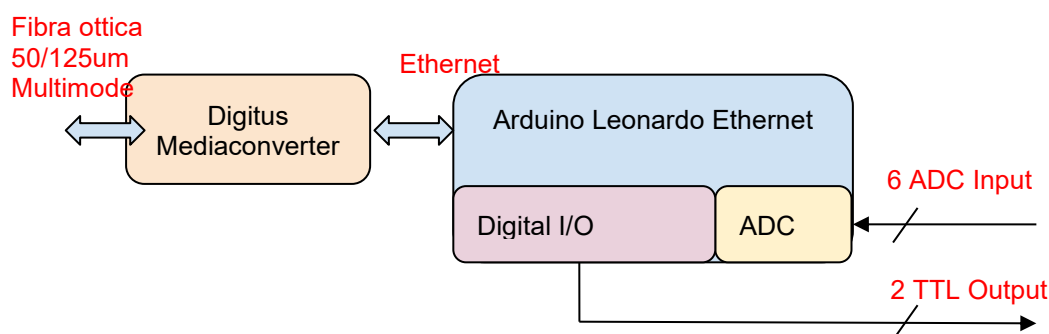 Fibra ottica
50/125um
Multimode
Ethernet
Digitus
Mediaconverter
Arduino Leonardo Ethernet
6 ADC Input
Digital I/O
ADC
2 TTL Output